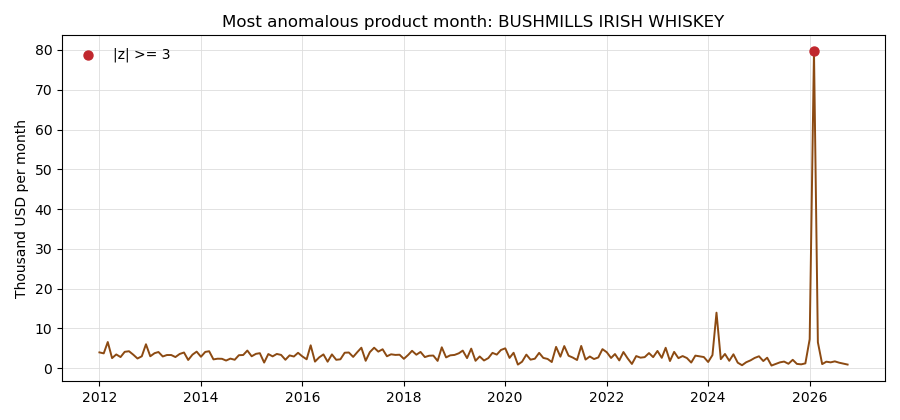 Most anomalous product month: BUSHMILLS IRISH WHISKEY
|z| >= 3
Thousand USD per month
80
70
60
50
40
30
20
10
0
2012 2014 2016 2018 2020 2022 2024 2026